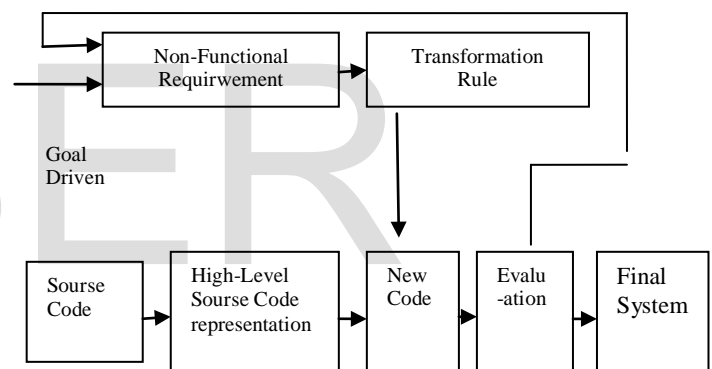 Non-Functional
Requirwement
Transformation
Rule
Goal
Driven
Sourse
Code
High-Level
Sourse Code
representation
New
Code
Evalu
-ation
Final
System